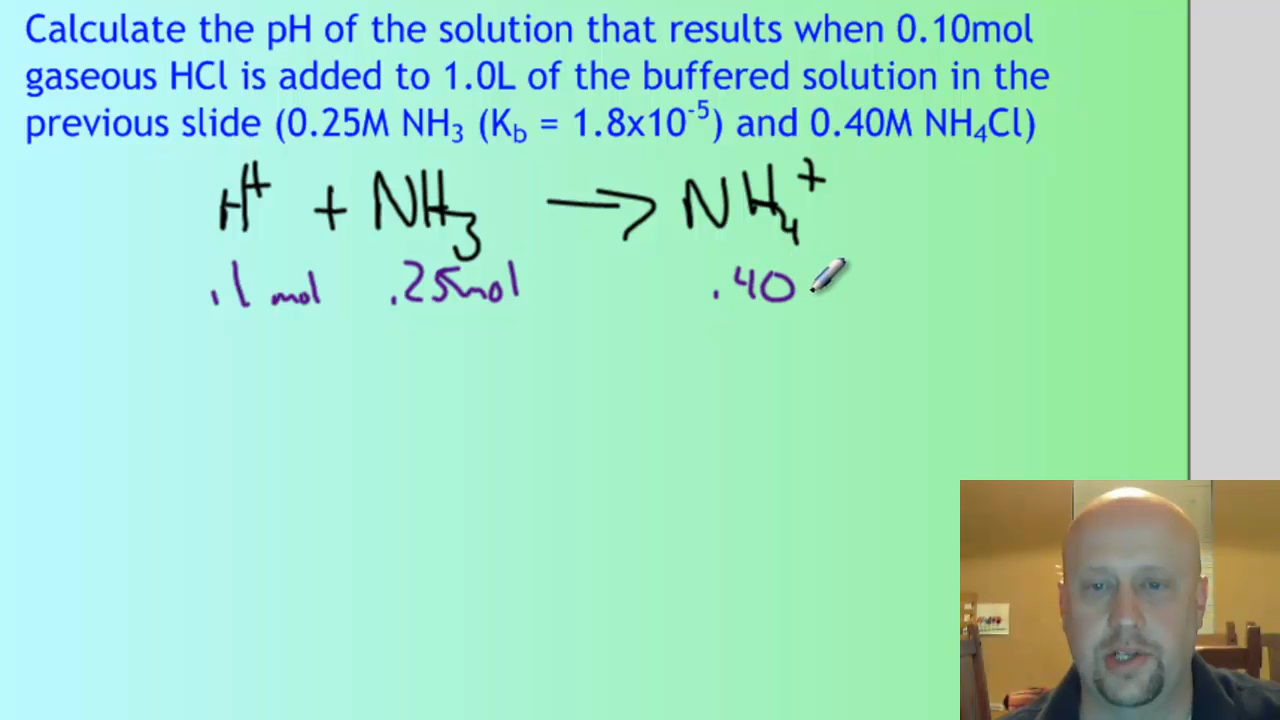 Calculate the pH of the solution that results when 0.10mol
gaseous HCl is added to 1.0L of the buffered solution in the
previous slide (0.25M NH₃ (K_b = 1.8x10⁻⁵) and 0.40M NH₄Cl)
H⁺ + NH₃ → NH₄⁺
.1 mol .25mol .40